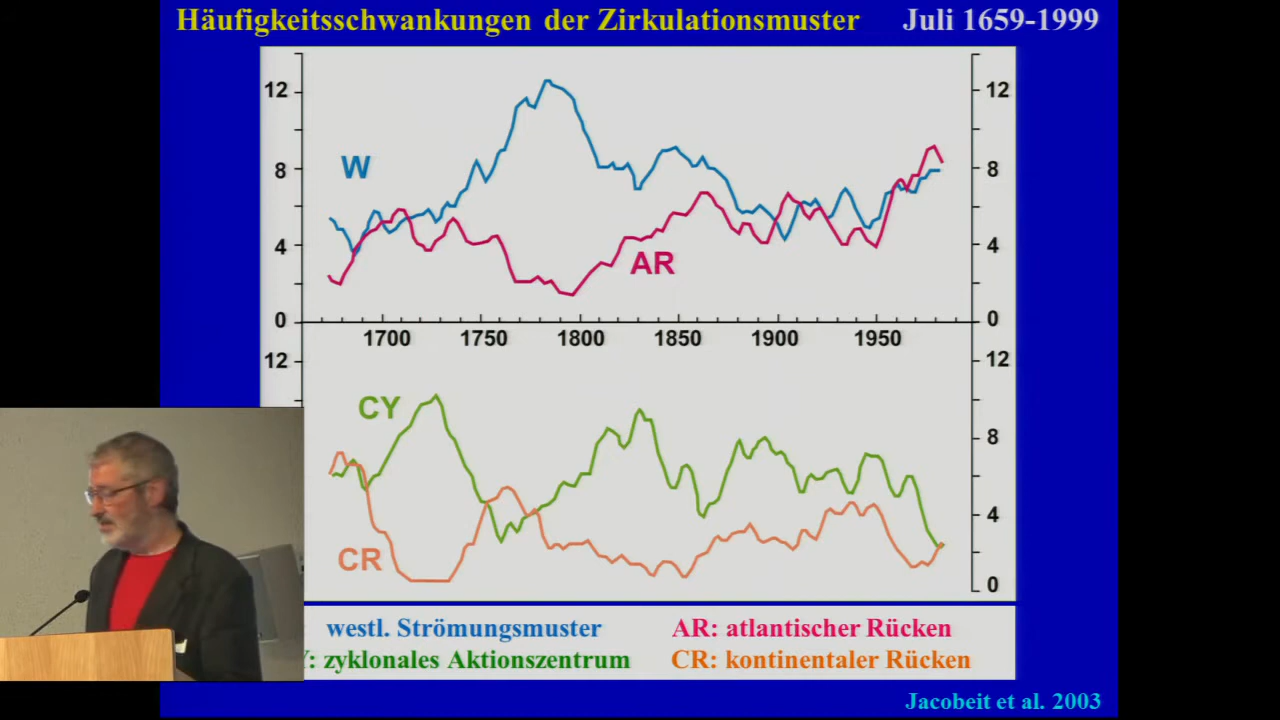 Häufigkeitsschwankungen der Zirkulationsmuster Juli 1659-1999
12 12
W
8 8
4 4
AR
0 0
1700 1750 1800 1850 1900 1950
12 12
CY
8
4
CR
0
westl. Strömungsmuster AR: atlantischer Rücken
: zyklonales Aktionszentrum CR: kontinentaler Rücken
Jacobeit et al. 2003